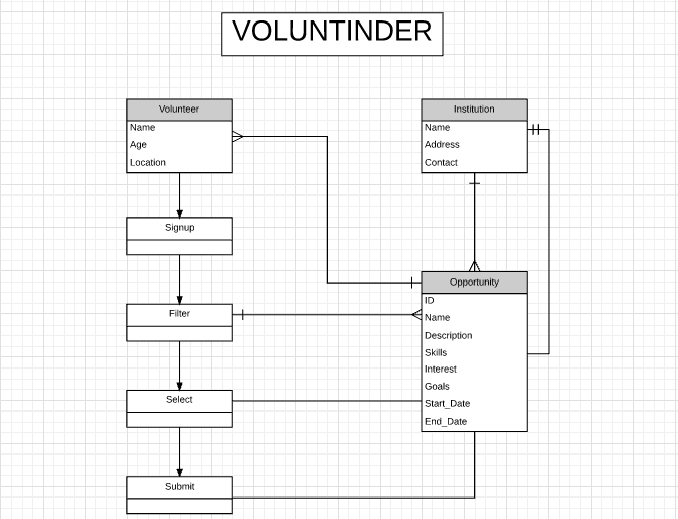 VOLUNTINDER
Volunteer
Name
Age
Location
Signup
Filter
Select
Submit
Institution
Name
Address
Contact
Opportunity
ID
Name
Description
Skills
Interest
Goals
Start_Date
End_Date